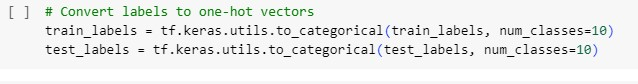 [ ] # Convert labels to one-hot vectors
train_labels = tf.keras.utils.to_categorical(train_labels, num_classes=10)
test_labels = tf.keras.utils.to_categorical(test_labels, num_classes=10)